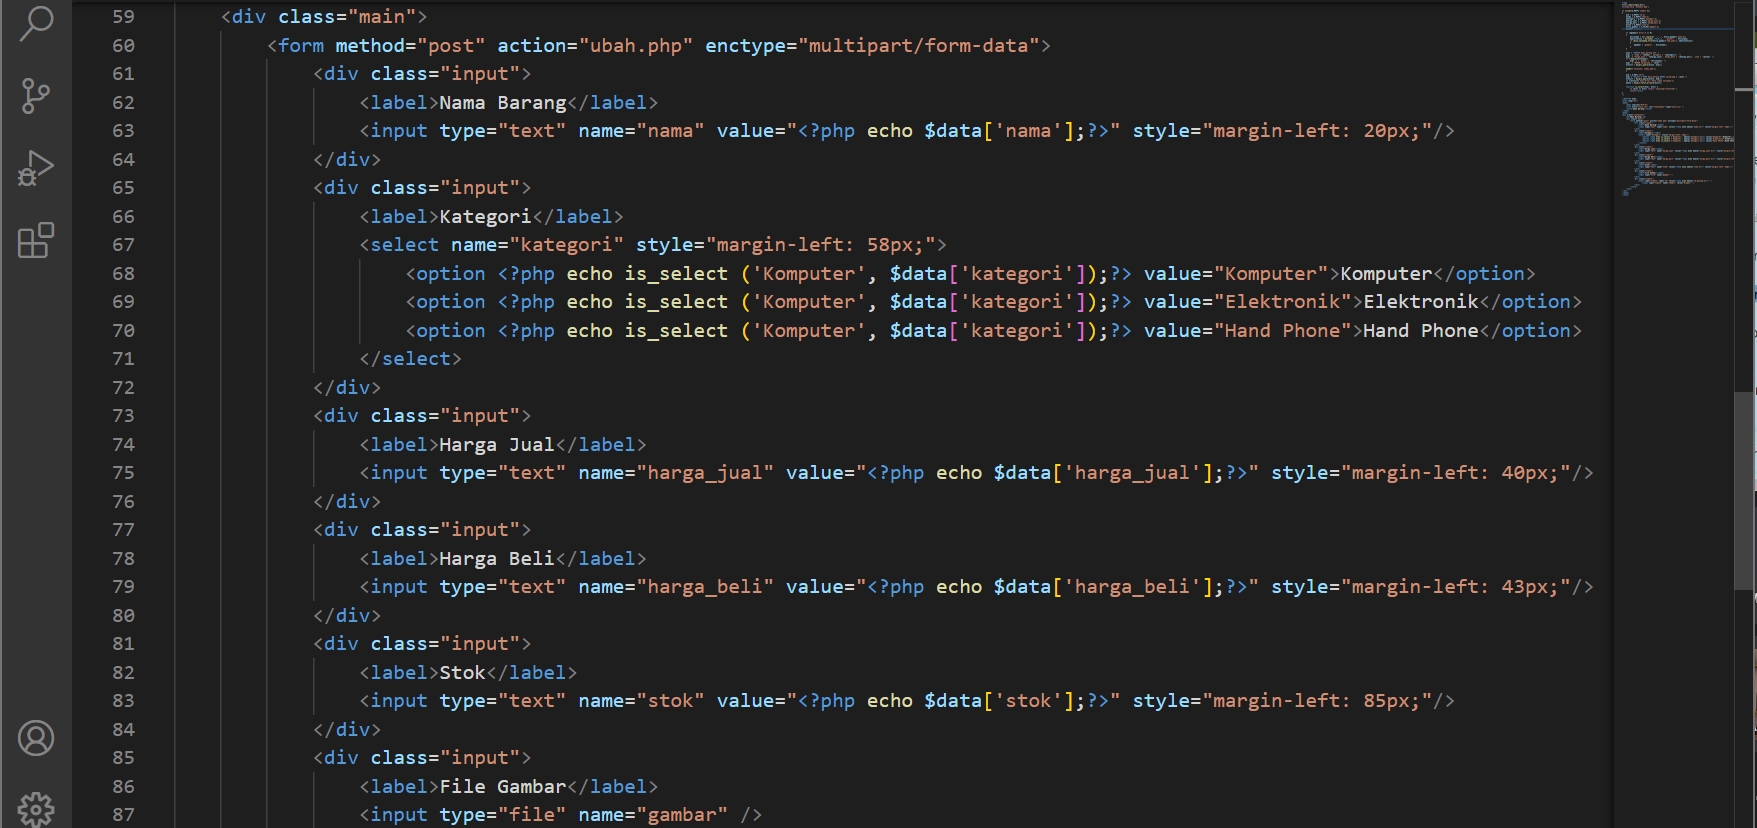 59 <div class="main">
60 <form method="post" action="ubah.php" enctype="multipart/form-data">
61 <div class="input">
62 <label>Nama Barang</label>
63 <input type="text" name="nama" value="<?php echo $data['nama'];?>" style="margin-left: 20px;"/>
64 </div>
65 <div class="input">
66 <label>Kategori</label>
67 <select name="kategori" style="margin-left: 58px;">
68 <option <?php echo is_select ('Komputer', $data['kategori']);?> value="Komputer">Komputer</option>
69 <option <?php echo is_select ('Komputer', $data['kategori']);?> value="Elektronik">Elektronik</option>
70 <option <?php echo is_select ('Komputer', $data['kategori']);?> value="Hand Phone">Hand Phone</option>
71 </select>
72 </div>
73 <div class="input">
74 <label>Harga Jual</label>
75 <input type="text" name="harga_jual" value="<?php echo $data['harga_jual'];?>" style="margin-left: 40px;"/>
76 </div>
77 <div class="input">
78 <label>Harga Beli</label>
79 <input type="text" name="harga_beli" value="<?php echo $data['harga_beli'];?>" style="margin-left: 43px;"/>
80 </div>
81 <div class="input">
82 <label>Stok</label>
83 <input type="text" name="stok" value="<?php echo $data['stok'];?>" style="margin-left: 85px;"/>
84 </div>
85 <div class="input">
86 <label>File Gambar</label>
87 <input type="file" name="gambar" />